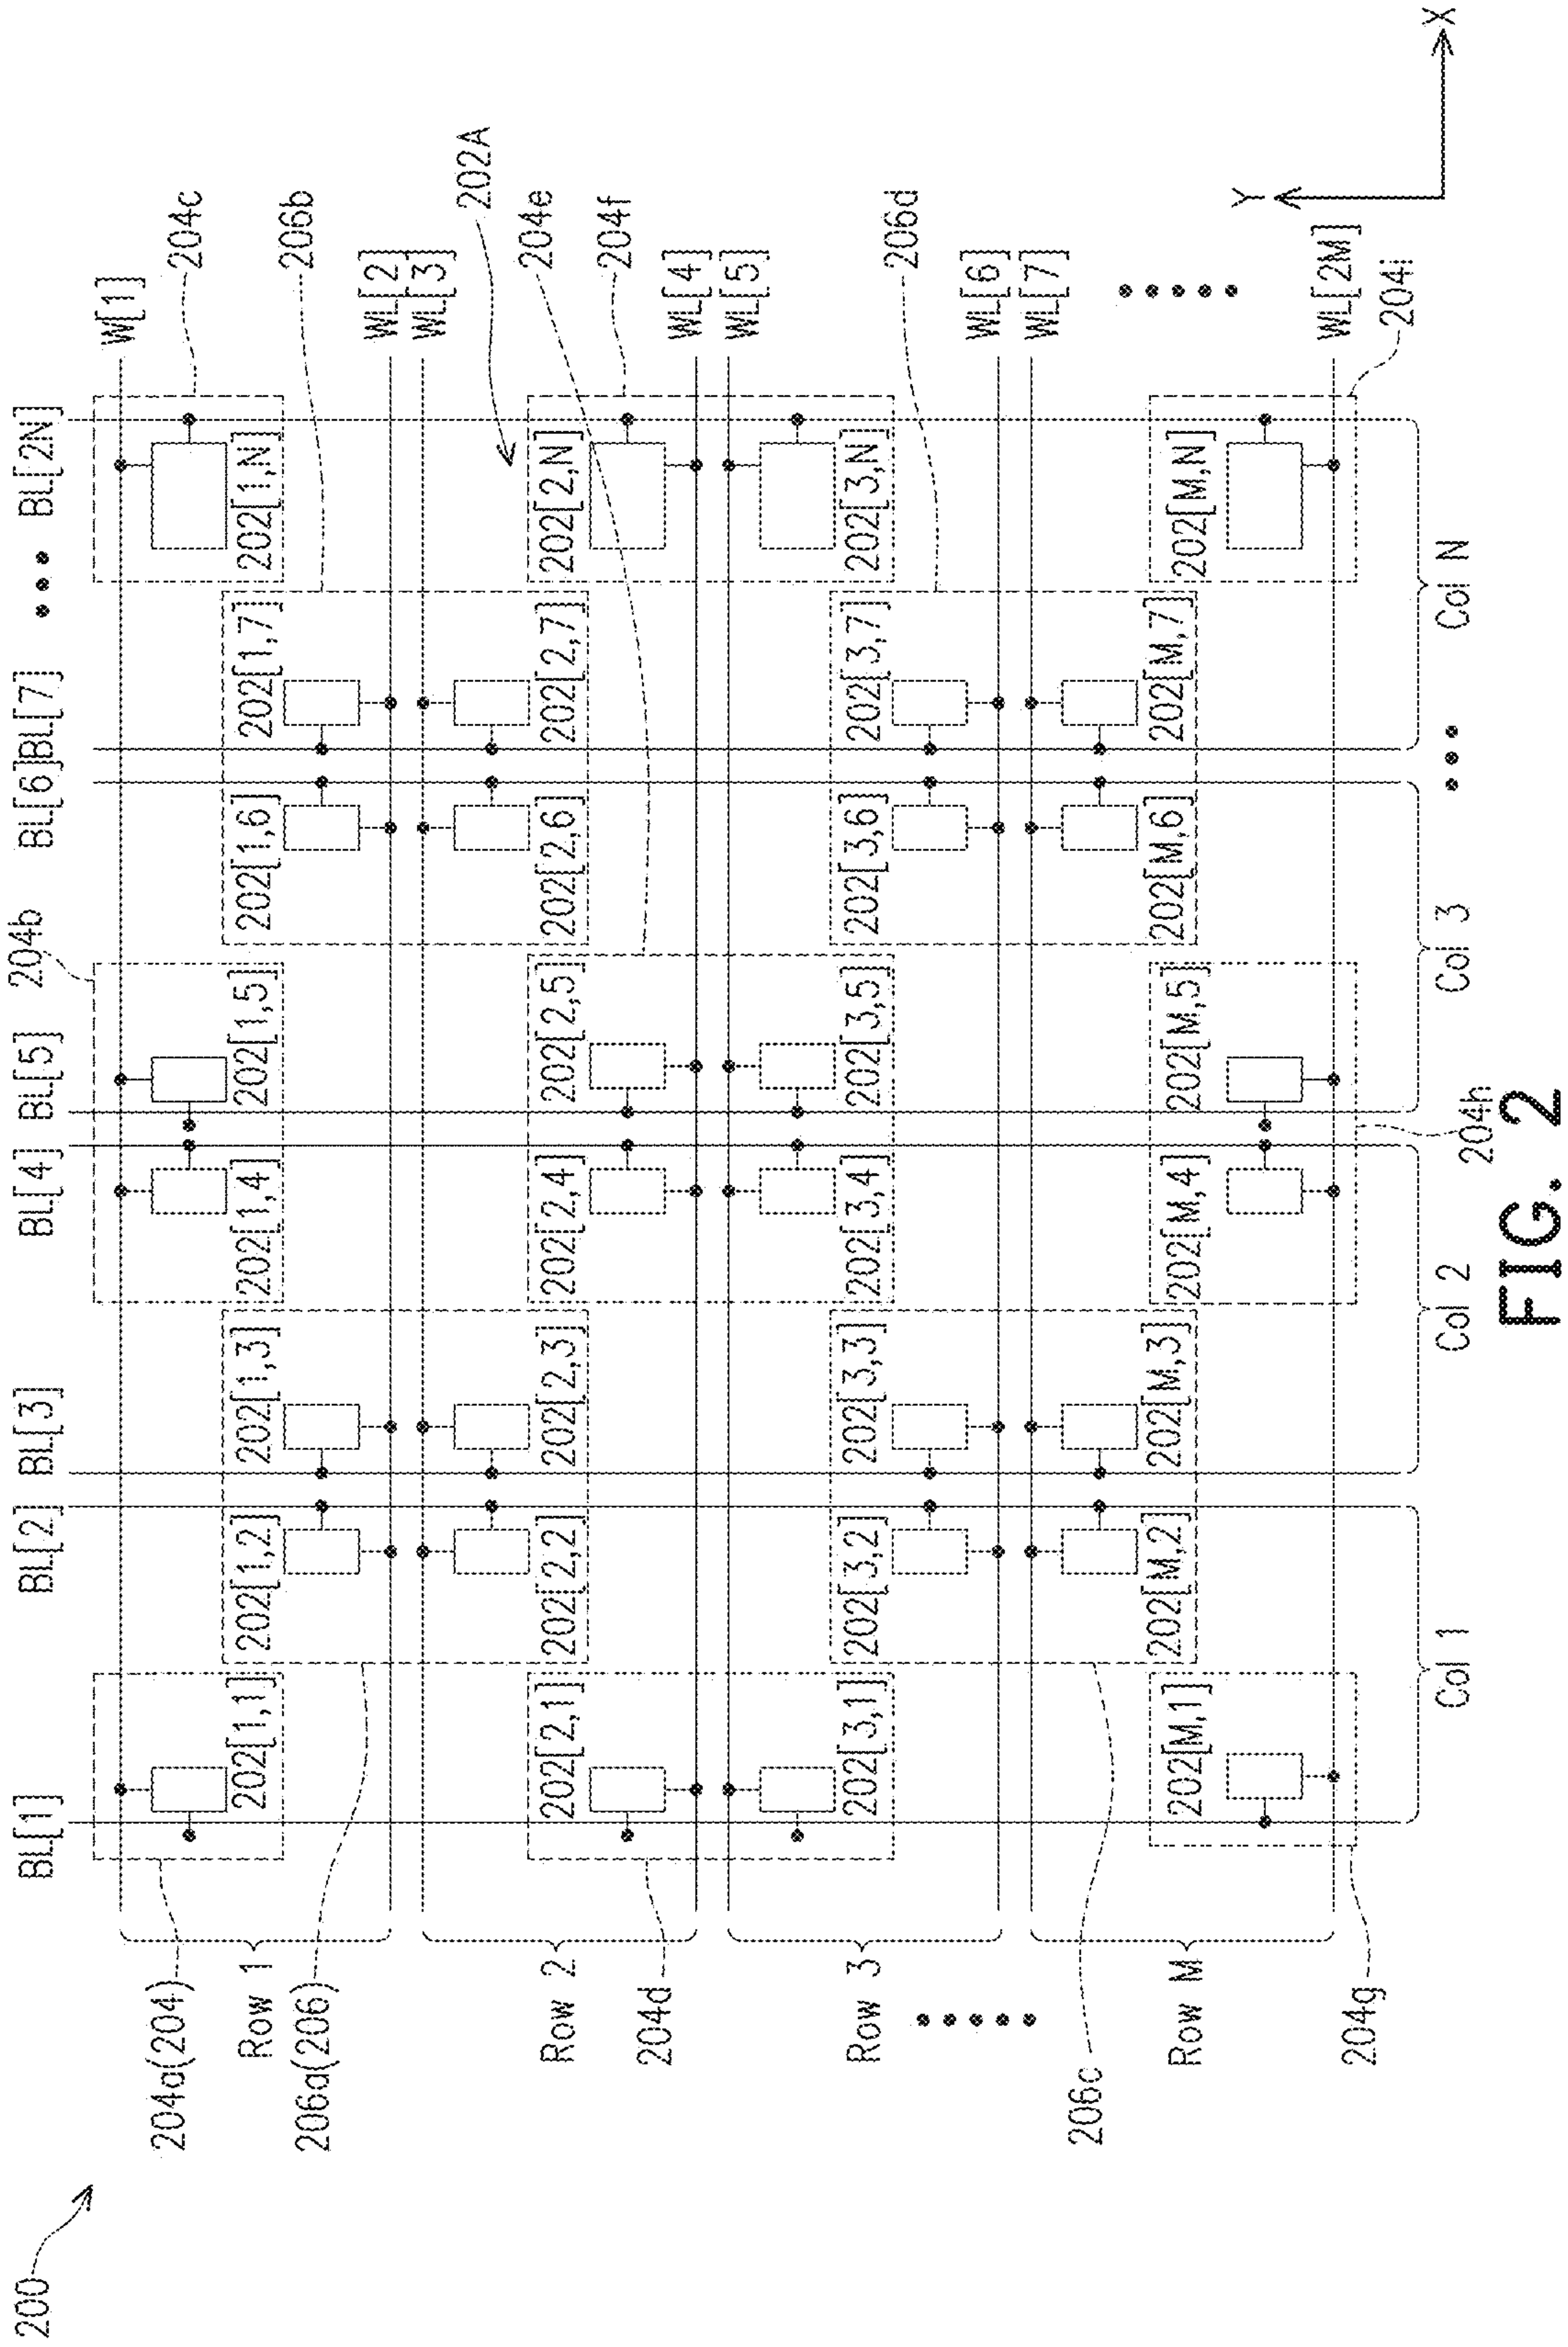 200
BL[1]
BL[2]
BL[3]
BL[4]
BL[5]
204b
BL[6]
BL[7]
BL[2N]
W[1]
204a(204)
204c
202[1,1]
202[1,4]
202[1,5]
202[1,N]
Row 1
206a(206)
206b
202[1,2]
202[1,3]
202[1,6]
202[1,7]
WL[2]
WL[3]
202A
202[2,2]
202[2,3]
202[2,6]
202[2,7]
Row 2
204e
202[2,1]
202[2,4]
202[2,5]
202[2,N]
204d
204f
WL[4]
WL[5]
202[3,1]
202[3,4]
202[3,5]
202[3,N]
Row 3
206d
202[3,2]
202[3,3]
202[3,6]
202[3,7]
WL[6]
WL[7]
206c
202[M,2]
202[M,3]
202[M,6]
202[M,7]
Row M
202[M,1]
202[M,4]
202[M,5]
202[M,N]
WL[2M]
204g
204h
204i
Col 1
Col 2
Col 3
Col N
Y
X
FIG. 2